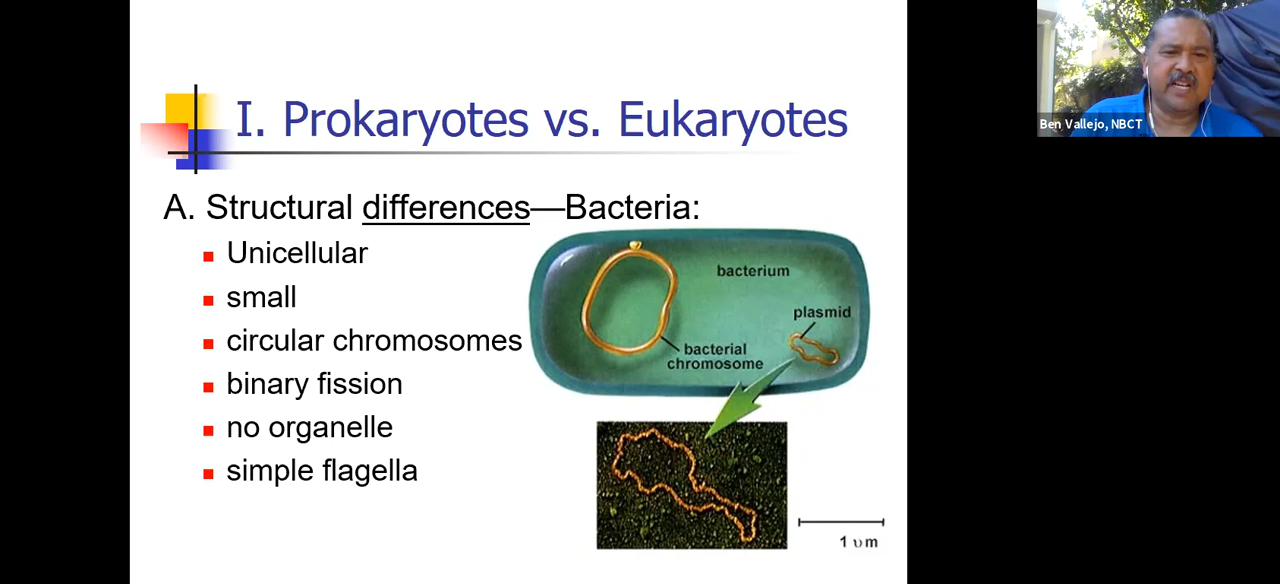 I. Prokaryotes vs. Eukaryotes
Ben Vallejo, NBCT
A. Structural differences—Bacteria:
Unicellular
small
circular chromosomes
binary fission
no organelle
simple flagella
bacterium
plasmid
bacterial
chromosome
1 υm